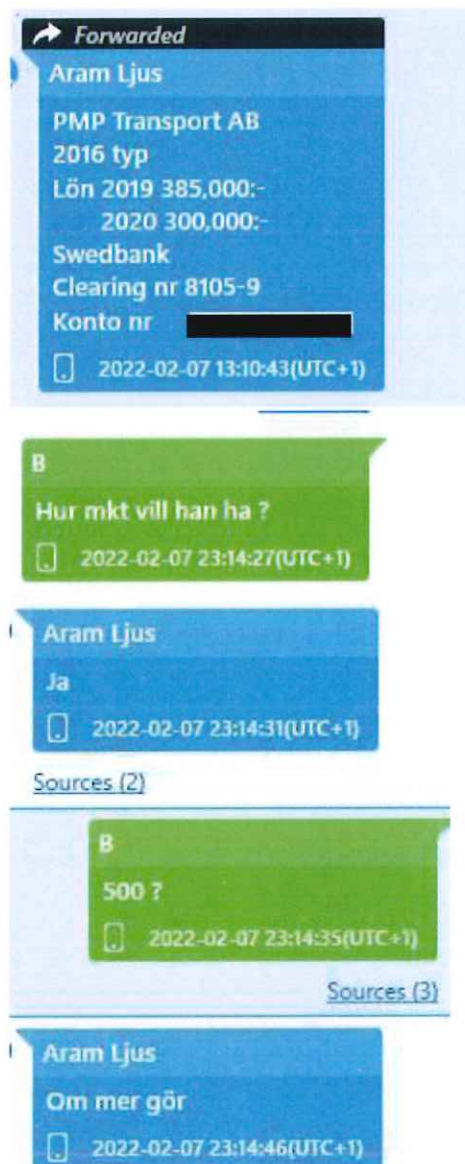 Forwarded
Aram Ljus
PMP Transport AB
2016 typ
Lön 2019 385,000:-
2020 300,000:-
Swedbank
Clearing nr 8105-9
Konto nr
2022-02-07 13:10:43(UTC+1)
B
Hur mkt vill han ha ?
2022-02-07 23:14:27(UTC+1)
Aram Ljus
Ja
2022-02-07 23:14:31(UTC+1)
Sources (2)
B
500 ?
2022-02-07 23:14:35(UTC+1)
Sources (3)
Aram Ljus
Om mer gör
2022-02-07 23:14:46(UTC+1)